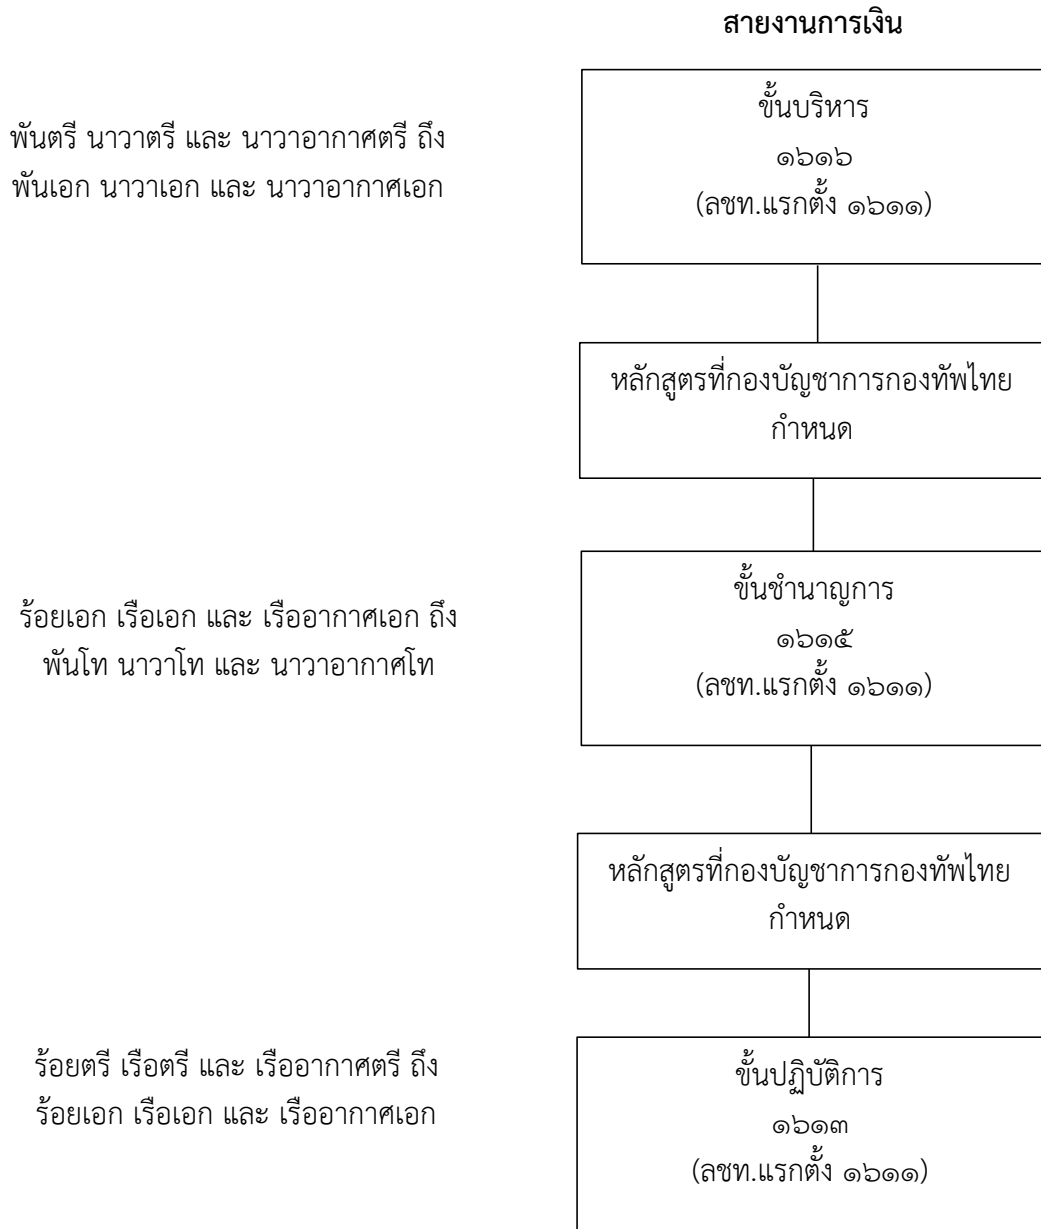 สายงานการเงิน
พันตรี นาวาตรี และ นาวาอากาศตรี ถึง
พันเอก นาวาเอก และ นาวาอากาศเอก
ขั้นบริหาร
๑๖๑๖
(ลชท.แรกตั้ง ๑๖๑๑)
หลักสูตรที่กองบัญชาการกองทัพไทย
กำหนด
ร้อยเอก เรือเอก และ เรืออากาศเอก ถึง
พันโท นาวาโท และ นาวาอากาศโท
ขั้นชำนาญการ
๑๖๑๕
(ลชท.แรกตั้ง ๑๖๑๑)
หลักสูตรที่กองบัญชาการกองทัพไทย
กำหนด
ร้อยตรี เรือตรี และ เรืออากาศตรี ถึง
ร้อยเอก เรือเอก และ เรืออากาศเอก
ขั้นปฏิบัติการ
๑๖๑๓
(ลชท.แรกตั้ง ๑๖๑๑)